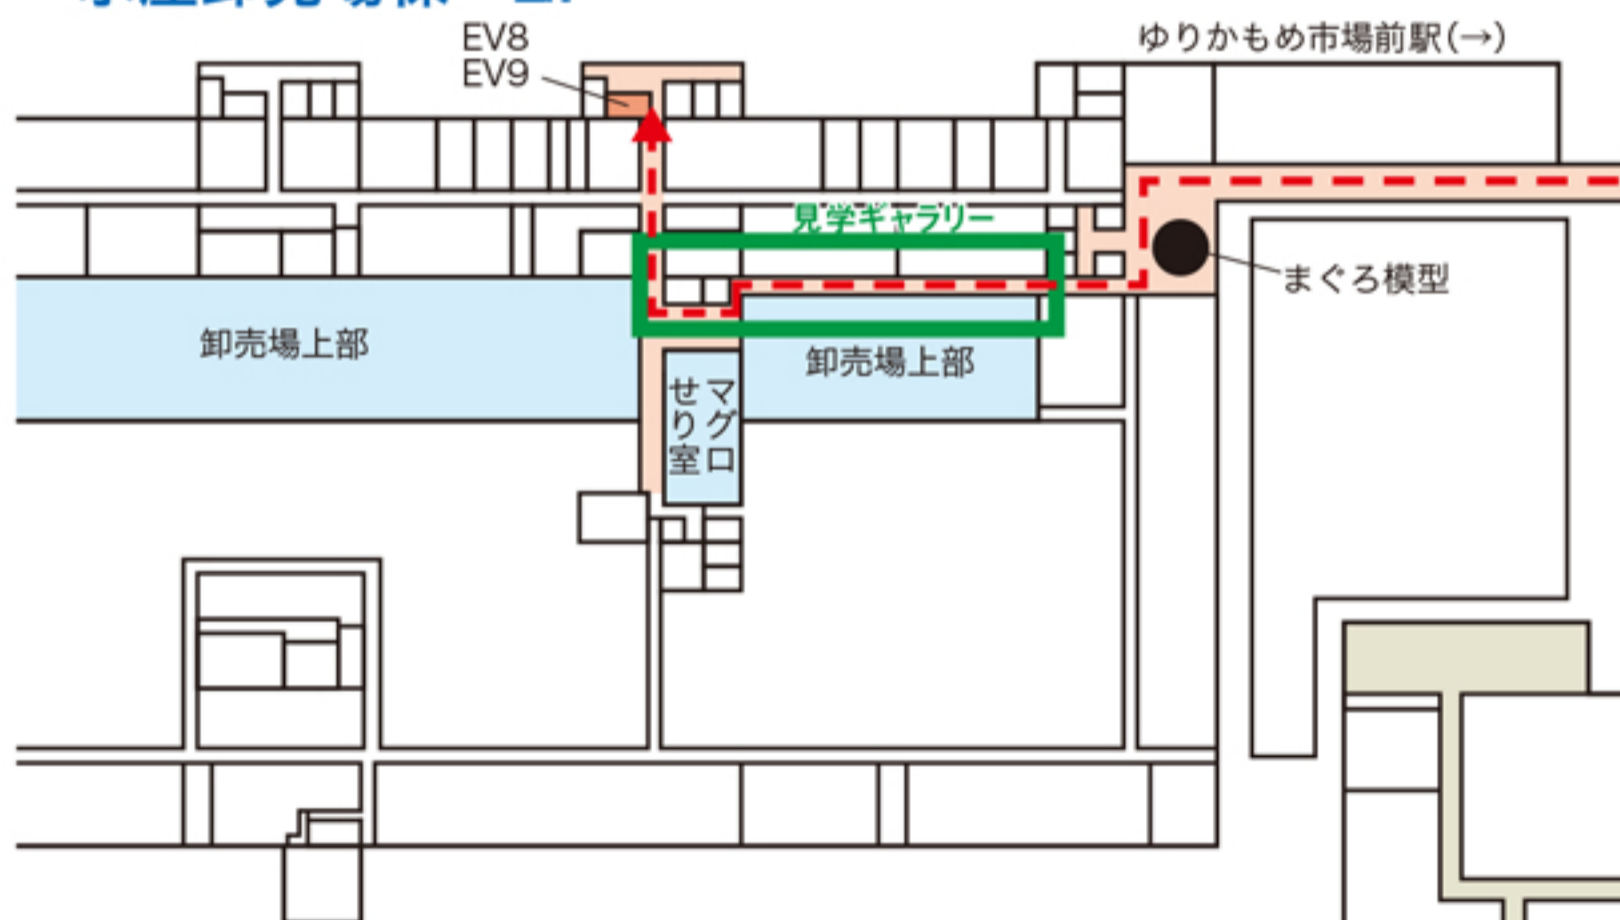 EV8
EV9
ゆりかもめ市場前駅(→)
見学ギャラリー
まぐろ模型
卸売場上部
卸売場上部
マグロ
せり室